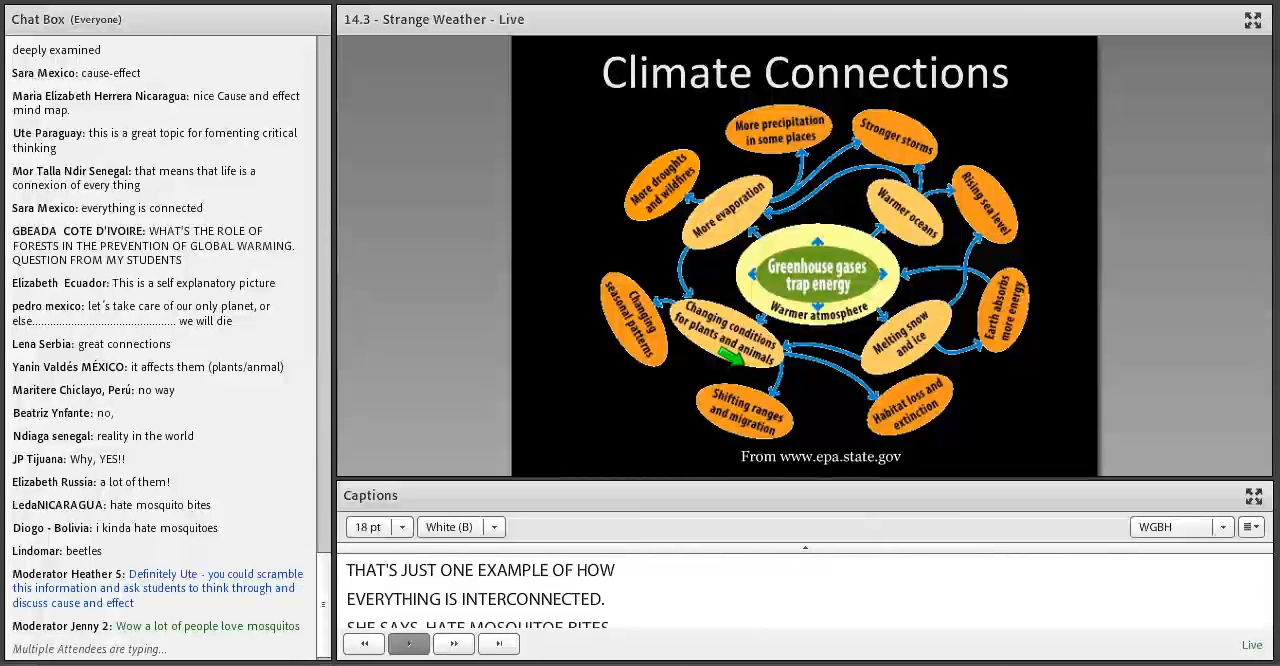 Chat Box (Everyone)
deeply examined
Sara Mexico: cause-effect
Maria Elizabeth Herrera Nicaragua: nice Cause and effect
mind map.
Ute Paraguay: this is a great topic for fomenting critical
thinking
Mor Talla Ndir Senegal: that means that life is a
connexion of every thing
Sara Mexico: everything is connected
GBEADA COTE D'IVOIRE: WHAT'S THE ROLE OF
FORESTS IN THE PREVENTION OF GLOBAL WARMING.
QUESTION FROM MY STUDENTS
Elizabeth Ecuador: This is a self explanatory picture
pedro mexico: let´s take care of our only planet, or
else............................................ we will die
Lena Serbia: great connections
Yanin Valdés MÉXICO: it affects them (plants/anmal)
Maritere Chiclayo, Perú: no way
Beatriz Ynfante: no,
Ndiaga senegal: reality in the world
JP Tijuana: Why, YES!!
Elizabeth Russia: a lot of them!
LedaNICARAGUA: hate mosquito bites
Diogo - Bolivia: i kinda hate mosquitoes
Lindomar: beetles
Moderator Heather S: Definitely Ute - you could scramble
this information and ask students to think through and
discuss cause and effect
Moderator Jenny 2: Wow a lot of people love mosquitos
Multiple Attendees are typing...
14.3 - Strange Weather - Live
Climate Connections
More precipitation
in some places
Stronger storms
More droughts
and wildfires
More evaporation
Warmer oceans
Rising sea level
Greenhouse gases
trap energy
Warmer atmosphere
Changing
seasonal patterns
Changing conditions
for plants and animals
Melting snow
and ice
Earth absorbs
more energy
Shifting ranges
and migration
Habitat loss and
extinction
From www.epa.state.gov
Captions
18 pt
White (B)
WGBH
THAT'S JUST ONE EXAMPLE OF HOW
EVERYTHING IS INTERCONNECTED.
SHE SAYS, HATE MOSQUITOE BITES
Live